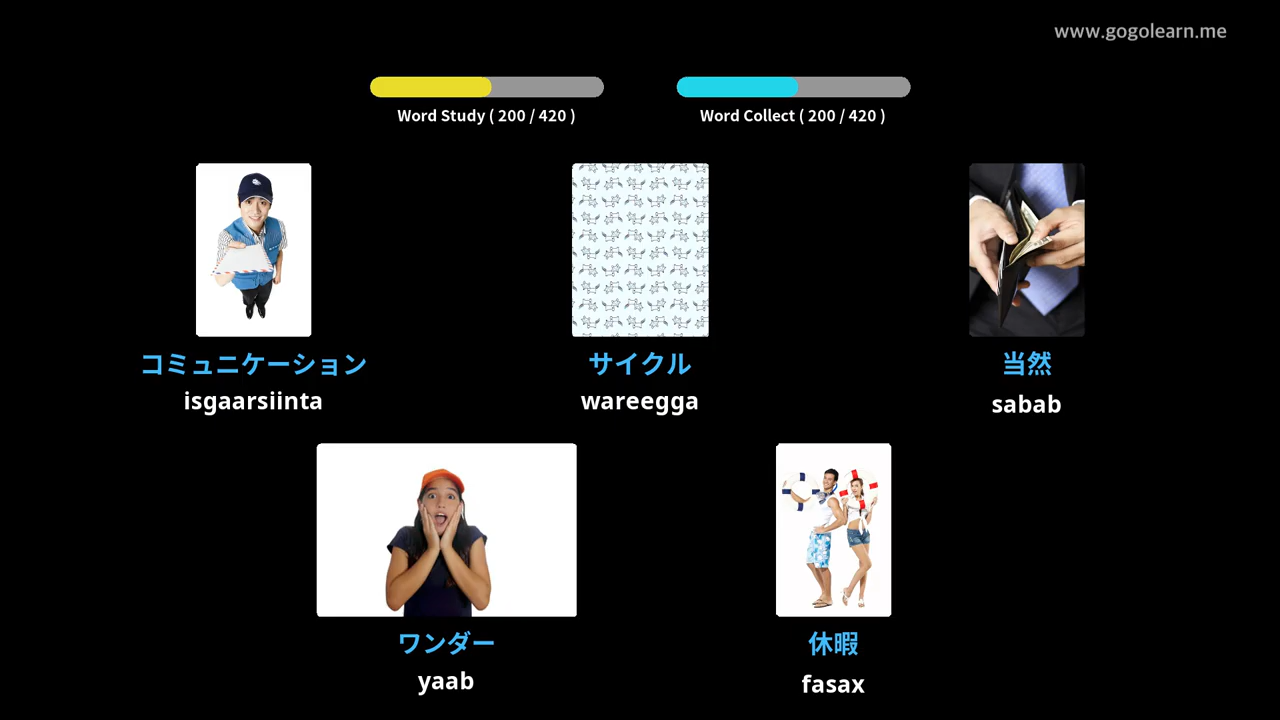 www.gogolearn.me
Word Study ( 200 / 420 )
Word Collect ( 200 / 420 )
コミュニケーション
isgaarsiinta
サイクル
wareegga
当然
sabab
ワンダー
yaab
休暇
fasax